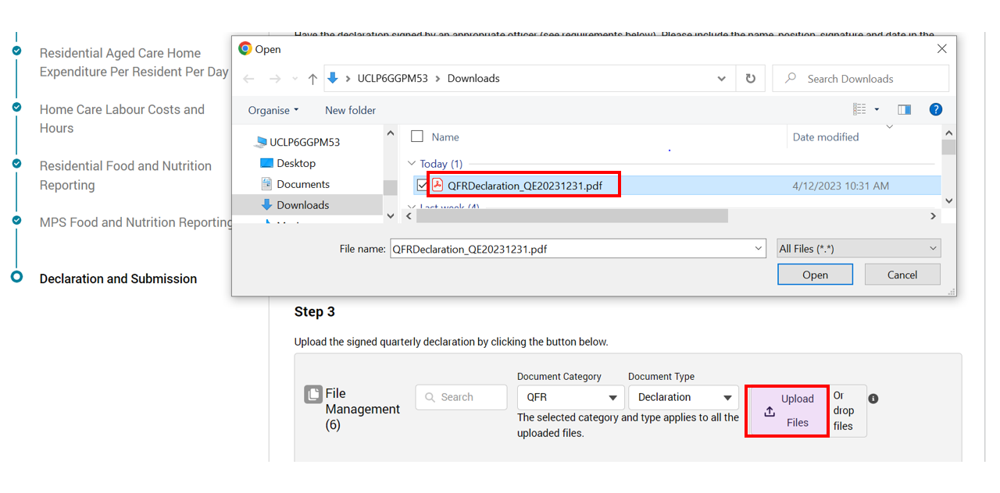 Have the declaration signed by an appropriate officer (see requirements below). Please include the name, position, signature and date in the
Residential Aged Care Home
Expenditure Per Resident Per Day
Home Care Labour Costs and
Hours
Residential Food and Nutrition
Reporting
MPS Food and Nutrition Reporting
Declaration and Submission
Open
UCLP6GGPM53 > Downloads
Search Downloads
Organise
New folder
?
UCLP6GGPM53
Desktop
Documents
Downloads
Name
Date modified
Today (1)
QFRDeclaration_QE20231231.pdf
4/12/2023 10:31 AM
Last week (4)
File name:
QFRDeclaration_QE20231231.pdf
All Files (*.*)
Open
Cancel
Step 3
Upload the signed quarterly declaration by clicking the button below.
File
Management
(6)
Search
Document Category
QFR
Document Type
Declaration
The selected category and type applies to all the
uploaded files.
Upload
Files
Or
drop
files